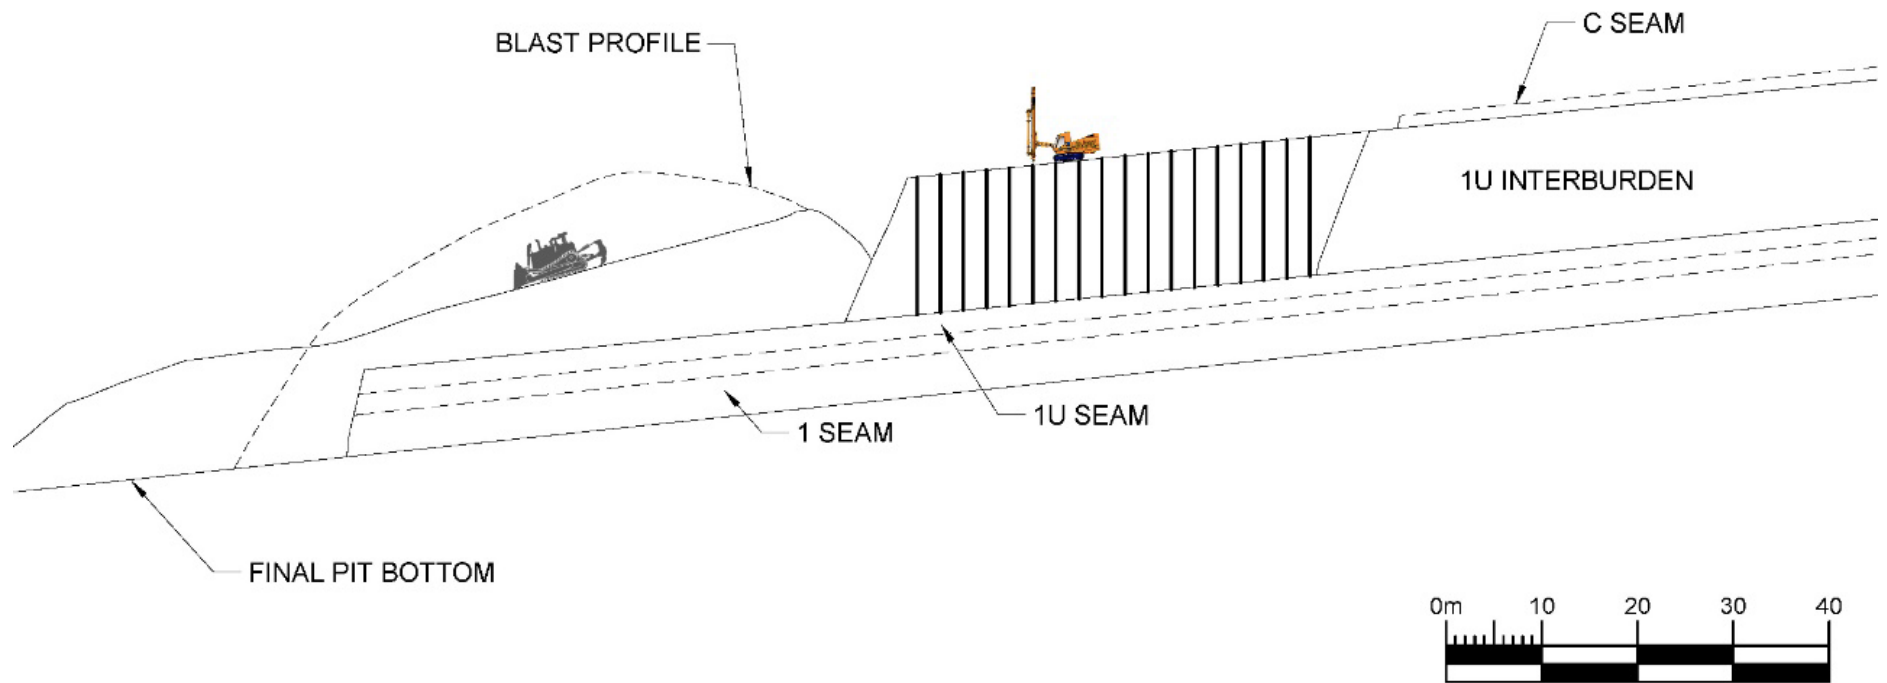 C SEAM
BLAST PROFILE
1U INTERBURDEN
1U SEAM
1 SEAM
FINAL PIT BOTTOM
0m 10 20 30 40